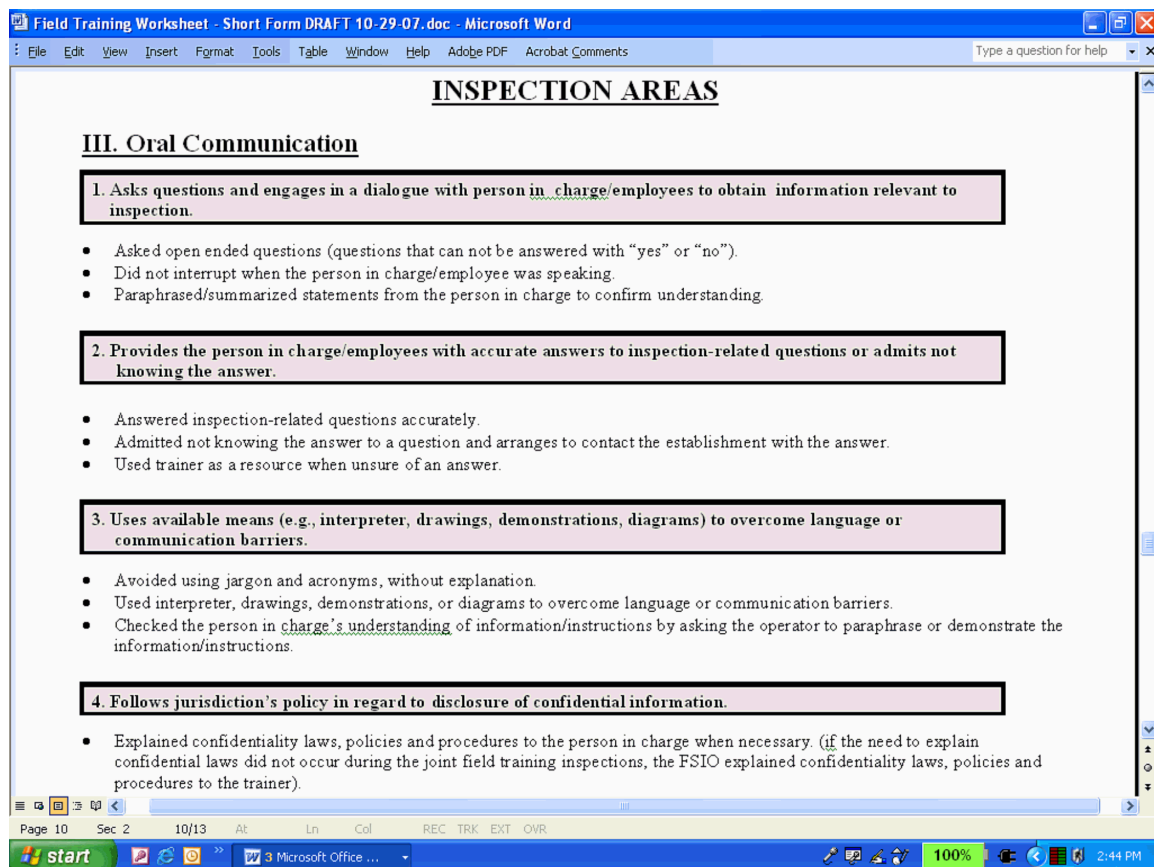 Field Training Worksheet - Short Form DRAFT 10-29-07.doc - Microsoft Word
File Edit View Insert Format Tools Table Window Help Adobe PDF Acrobat Comments Type a question for help
INSPECTION AREAS
III. Oral Communication
1. Asks questions and engages in a dialogue with person in charge/employees to obtain information relevant to
inspection.
• Asked open ended questions (questions that can not be answered with “yes” or “no”).
• Did not interrupt when the person in charge/employee was speaking.
• Paraphrased/summarized statements from the person in charge to confirm understanding.
2. Provides the person in charge/employees with accurate answers to inspection-related questions or admits not
knowing the answer.
• Answered inspection-related questions accurately.
• Admitted not knowing the answer to a question and arranges to contact the establishment with the answer.
• Used trainer as a resource when unsure of an answer.
3. Uses available means (e.g., interpreter, drawings, demonstrations, diagrams) to overcome language or
communication barriers.
• Avoided using jargon and acronyms, without explanation.
• Used interpreter, drawings, demonstrations, or diagrams to overcome language or communication barriers.
• Checked the person in charge’s understanding of information/instructions by asking the operator to paraphrase or demonstrate the
information/instructions.
4. Follows jurisdiction’s policy in regard to disclosure of confidential information.
• Explained confidentiality laws, policies and procedures to the person in charge when necessary. (if the need to explain
confidential laws did not occur during the joint field training inspections, the FSIO explained confidentiality laws, policies and
procedures to the trainer).
Page 10 Sec 2 10/13 At Ln Col REC TRK EXT OVR
start 3 Microsoft Office ... 100% 2:44 PM